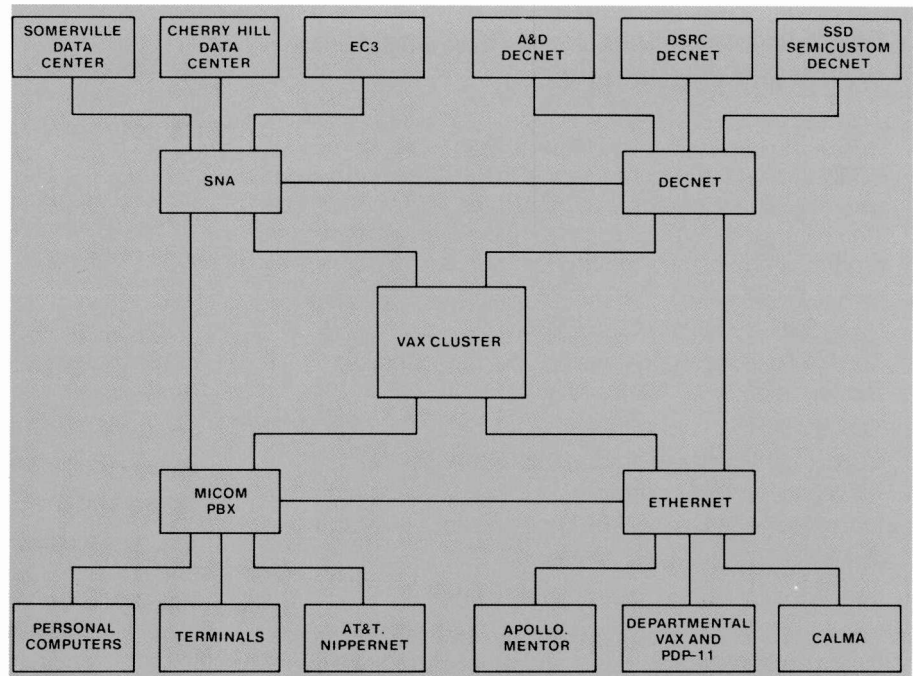 SOMERVILLE
DATA
CENTER
CHERRY HILL
DATA
CENTER
EC3
A&D
DECNET
DSRC
DECNET
SSD
SEMICUSTOM
DECNET
SNA
DECNET
VAX CLUSTER
MICOM
PBX
ETHERNET
PERSONAL
COMPUTERS
TERMINALS
AT&T.
NIPPERNET
APOLLO.
MENTOR
DEPARTMENTAL
VAX AND
PDP-11
CALMA